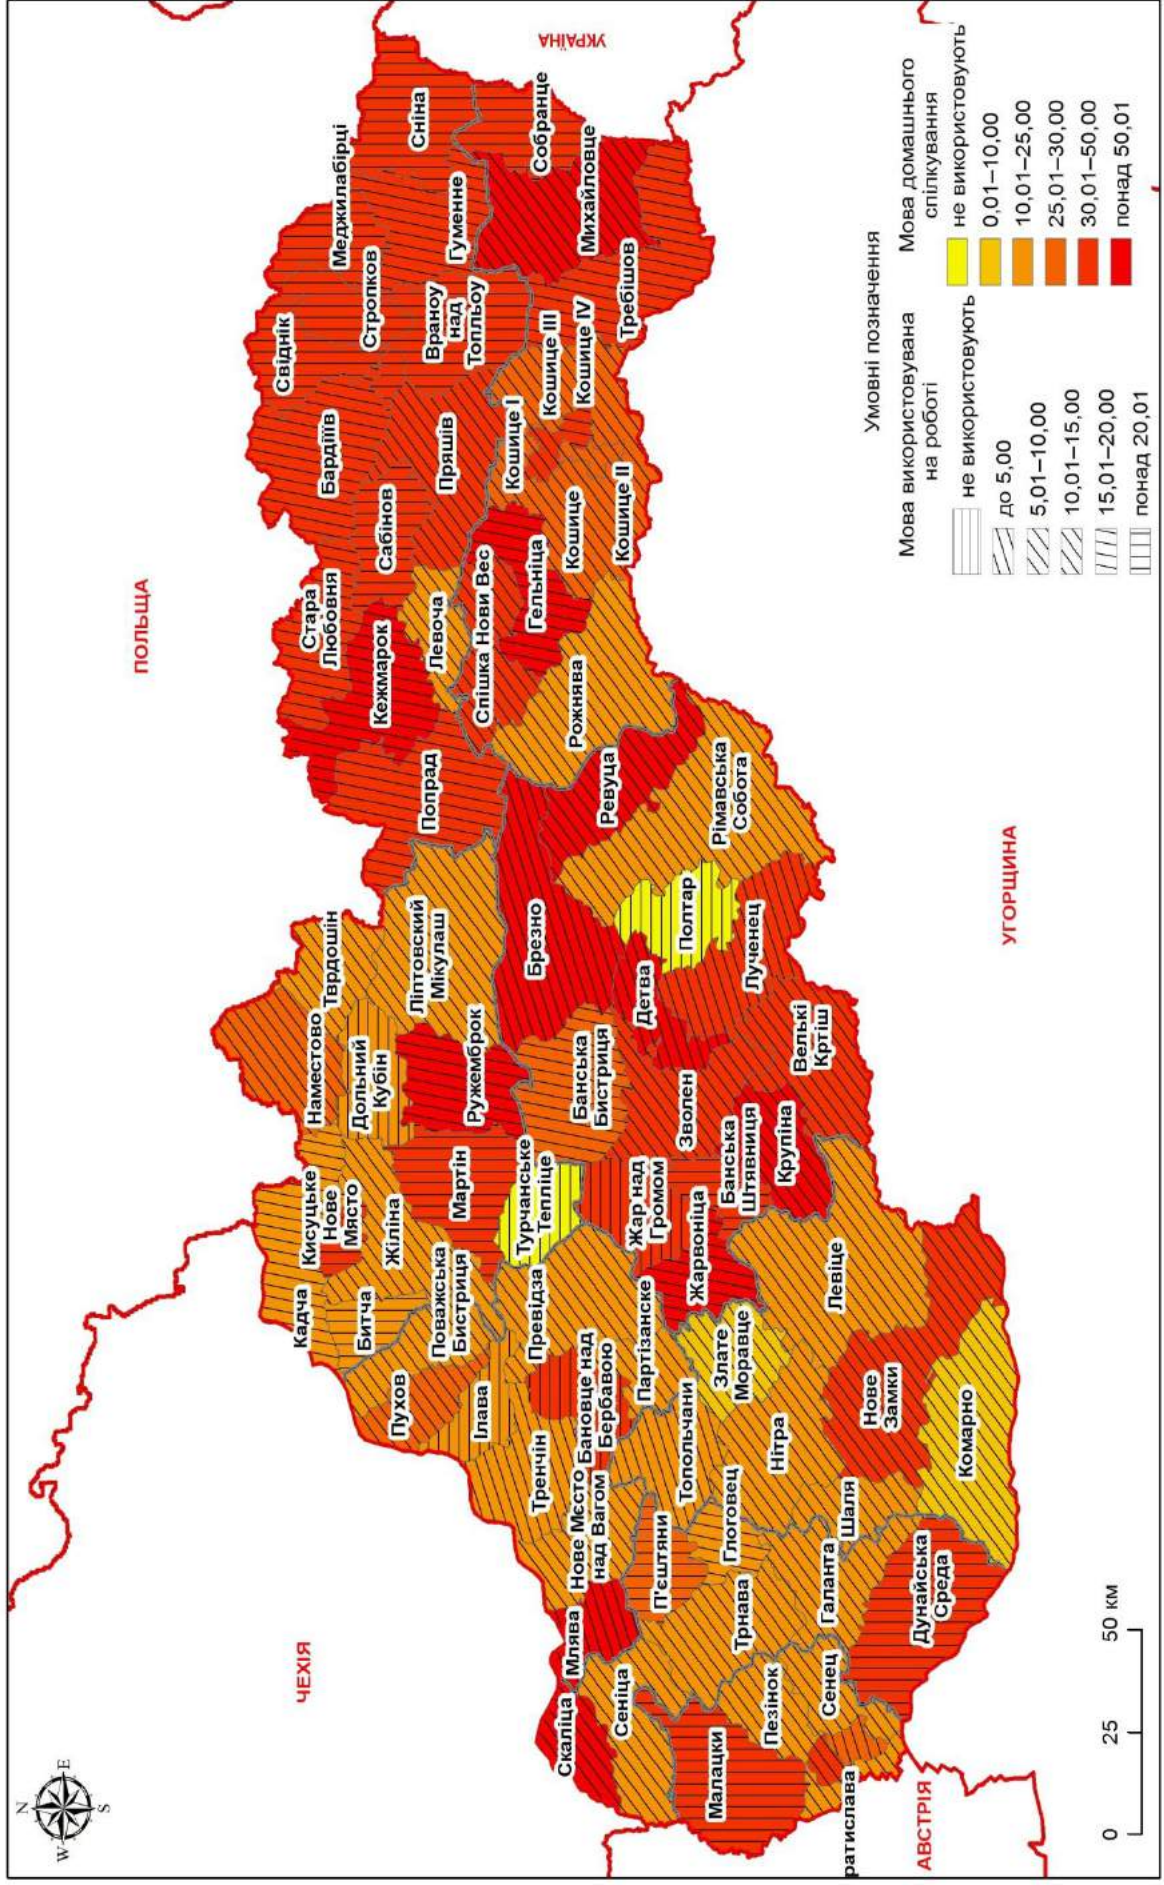 N
W
E
S
ЧЕХІЯ
ПОЛЬЩА
УКРАЇНА
УГОРЩИНА
АВСТРІЯ
Свіднік
Меджилабірці
Стропков
Сніна
Гуменне
Враноу
над
Топльоу
Собранце
Михайловце
Требішов
Бардіїв
Сабінов
Пряшів
Стара
Любовня
Кежмарок
Левоча
Попрад
Спішка Нови Вес
Гельніца
Кошице I
Кошице III
Кошице IV
Кошице
Кошице II
Рожнява
Ревуца
Рімавська
Собота
Полтар
Лученец
Брезно
Детва
Велькі
Кртіш
Зволен
Банська
Бистриця
Банська
Штявниця
Крупіна
Жар над
Громом
Жарвоніца
Тврдошін
Наместово
Дольний
Кубін
Ліптовский
Мікулаш
Ружемброк
Мартін
Турчанське
Тепліце
Кисуцьке
Нове
Място
Жіліна
Кадча
Битча
Поважська
Бистриця
Пухов
Ілава
Превідза
Партізанске
Бановце над
Бербавою
Тренчін
Нове Мєсто
над Вагом
Млява
Скаліца
Сеніца
Малацки
Пезінок
Сенец
ратислава
Трнава
П'єштяни
Глоговец
Галанта
Дунайська
Среда
Топольчани
Злате
Моравце
Нітра
Шаля
Левіце
Нове
Замки
Комарно
Умовні позначення
Мова використовувана
на роботі
не використовують
до 5,00
5,01–10,00
10,01–15,00
15,01–20,00
понад 20,01
Мова домашнього
спілкування
не використовують
0,01–10,00
10,01–25,00
25,01–30,00
30,01–50,00
понад 50,01
0
25
50 км